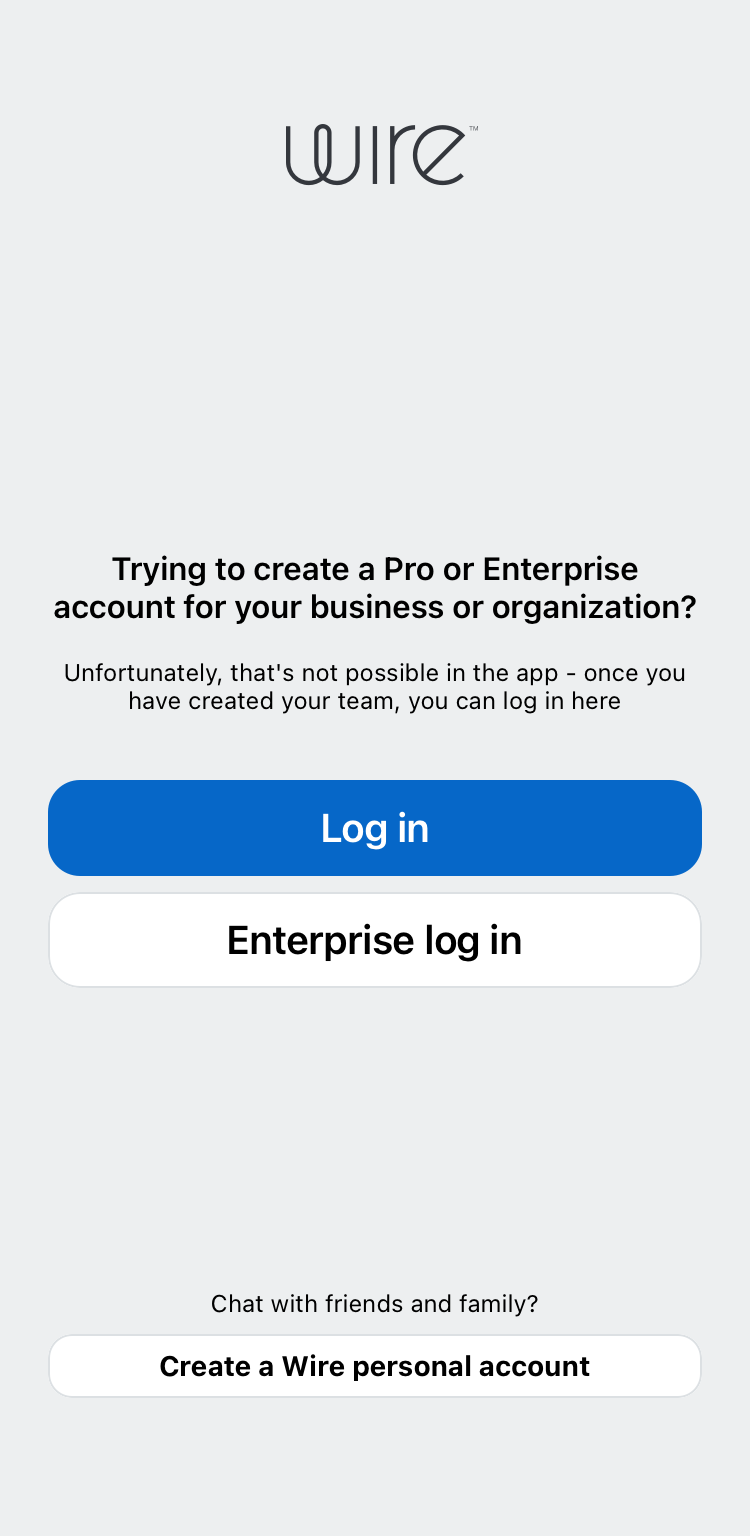 wire™
Trying to create a Pro or Enterprise
account for your business or organization?
Unfortunately, that's not possible in the app - once you
have created your team, you can log in here
Log in
Enterprise log in
Chat with friends and family?
Create a Wire personal account